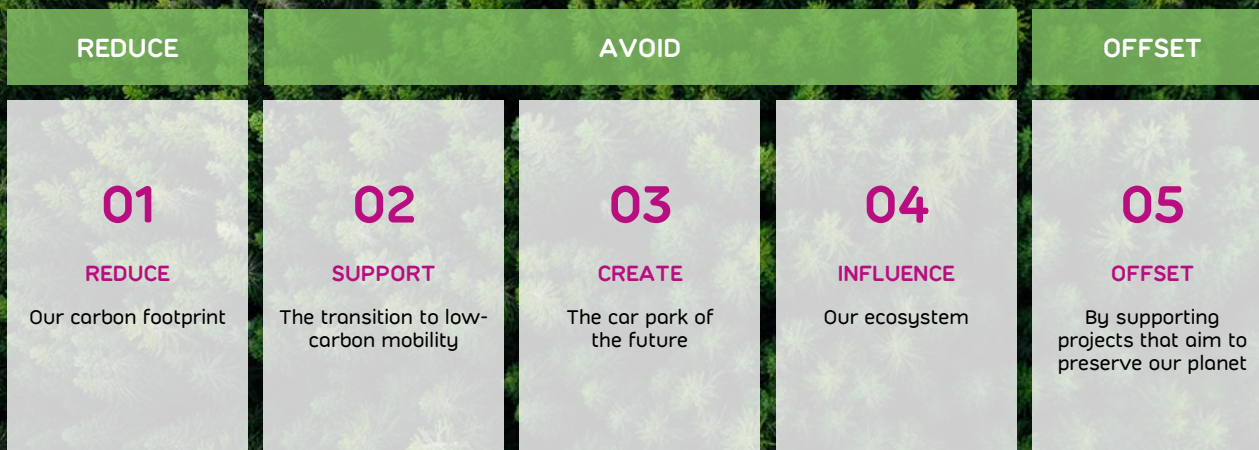 REDUCE
AVOID
OFFSET
01
REDUCE
Our carbon footprint
02
SUPPORT
The transition to low-
carbon mobility
03
CREATE
The car park of
the future
04
INFLUENCE
Our ecosystem
05
OFFSET
By supporting
projects that aim to
preserve our planet